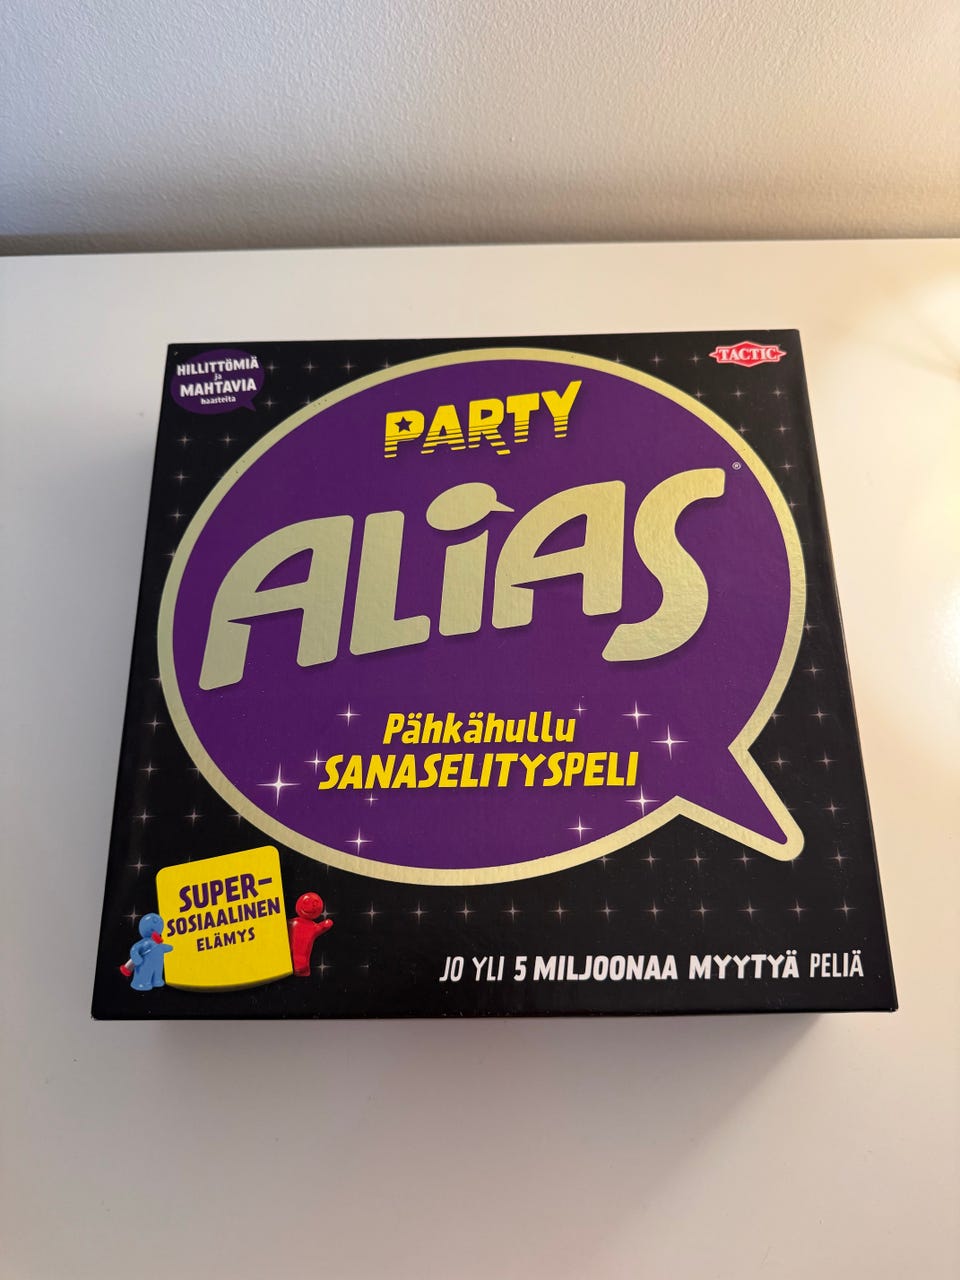 HILLITTÖMIÄ
ja
MAHTAVIA
haasteita
TACTIC
PARTY
ALiAS®
Pähkähullu
SANASELITYSPELI
SUPER-
SOSIAALINEN
ELÄMYS
JO YLI 5 MILJOONAA MYYTYÄ PELIÄ